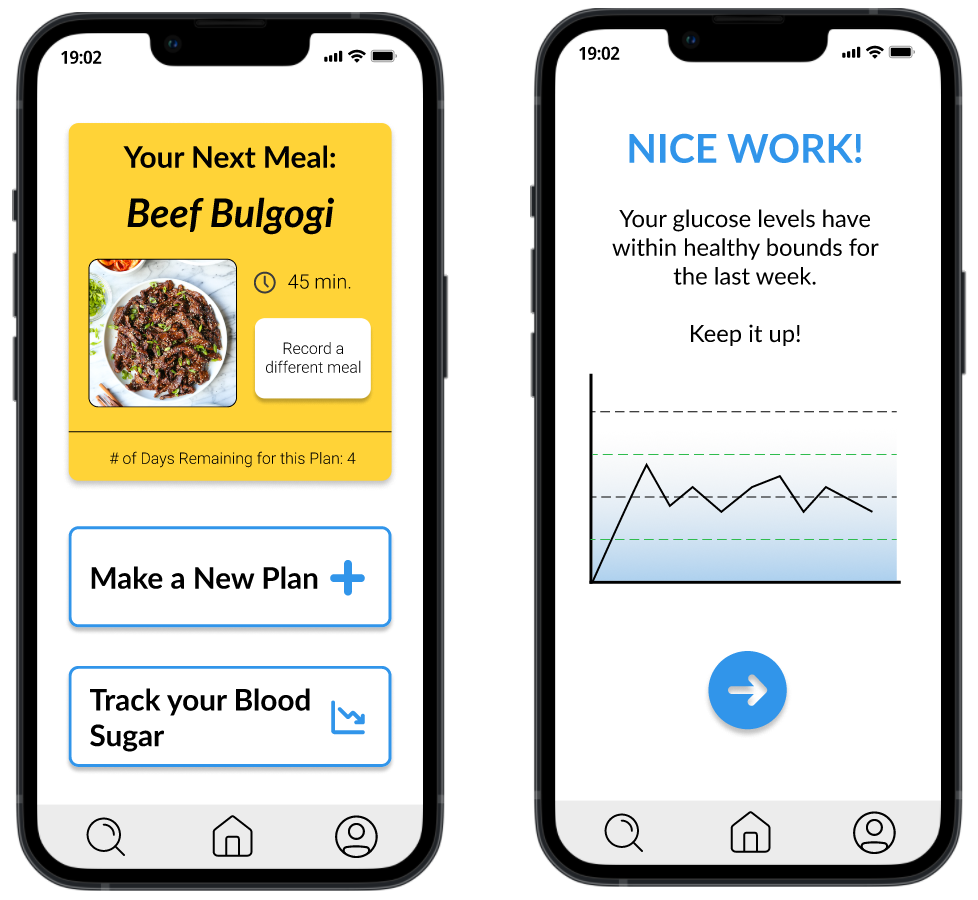 19:02
Your Next Meal:
Beef Bulgogi
45 min.
Record a
different meal
# of Days Remaining for this Plan: 4
Make a New Plan
Track your Blood
Sugar
19:02
NICE WORK!
Your glucose levels have
within healthy bounds for
the last week.
Keep it up!